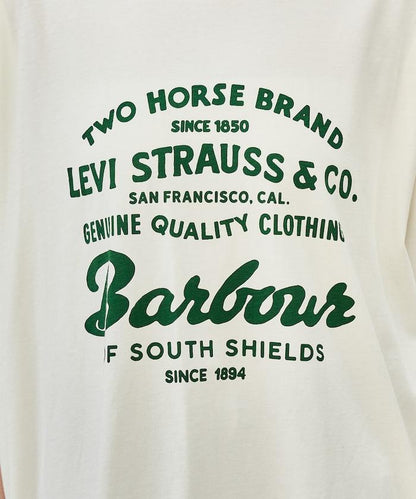 TWO HORSE BRAND
SINCE 1850
LEVI STRAUSS & CO.
SAN FRANCISCO, CAL.
GENUINE QUALITY CLOTHING
Barbour
OF SOUTH SHIELDS
SINCE 1894